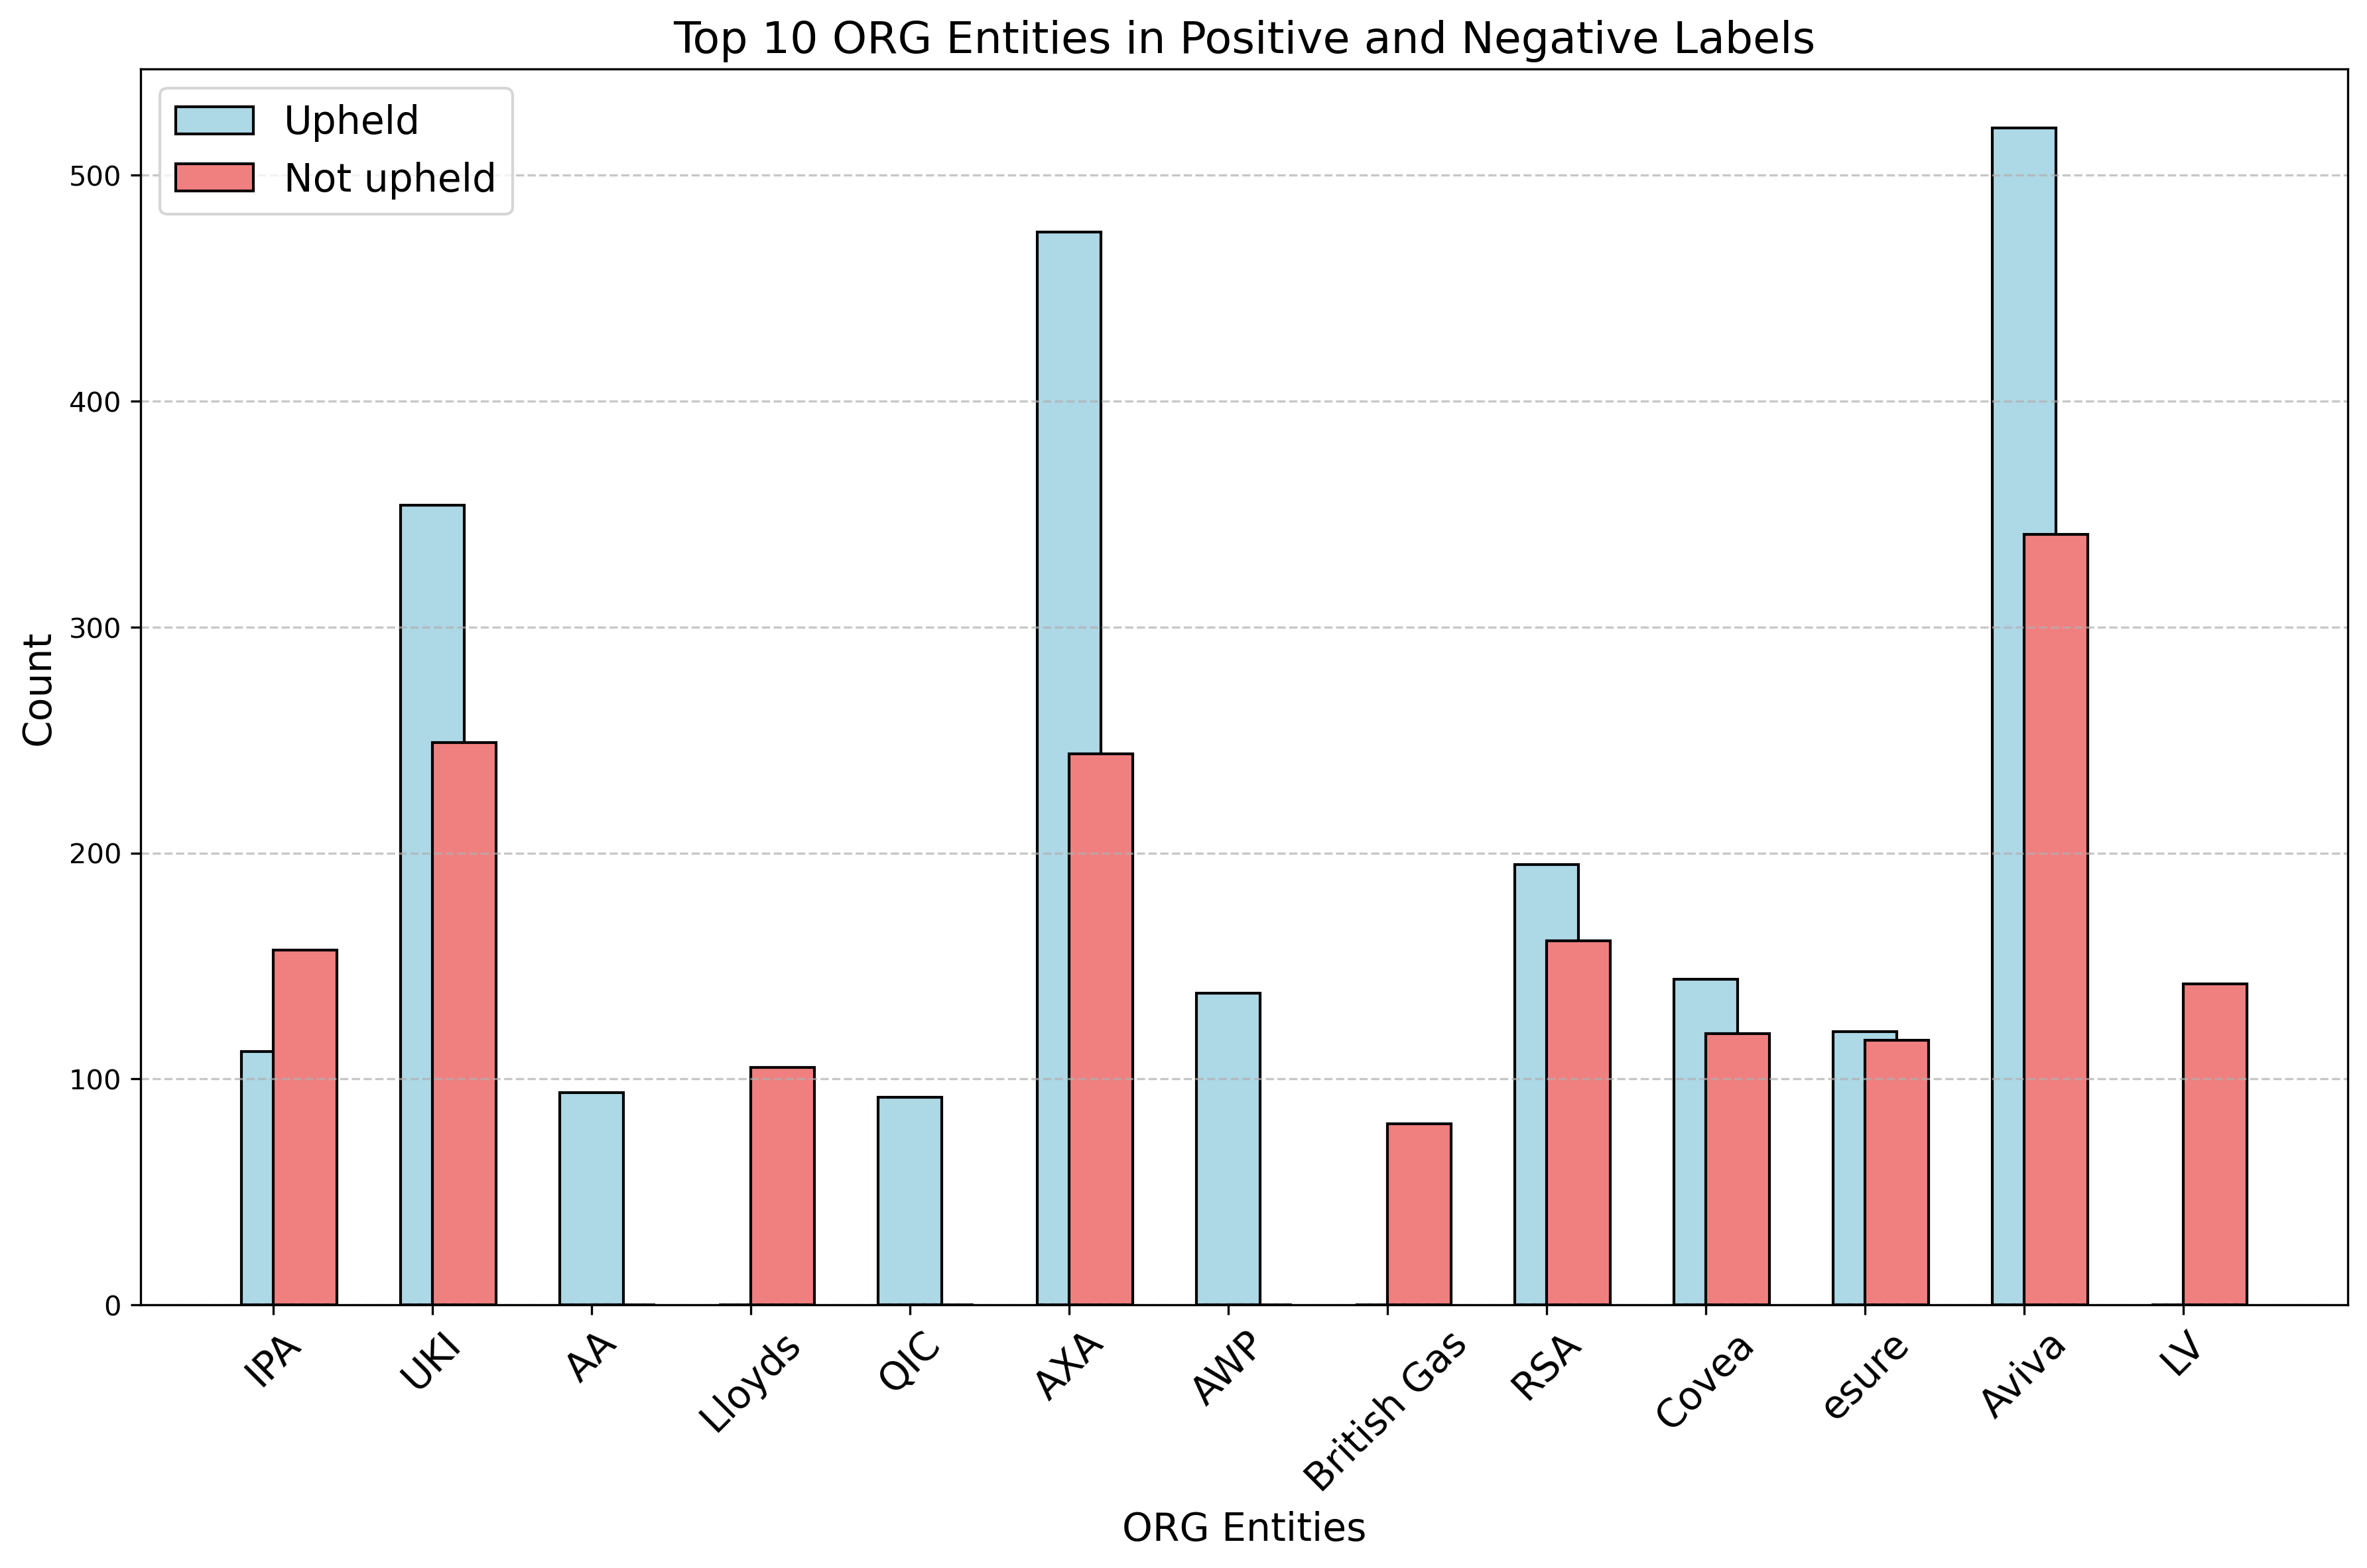 Top 10 ORG Entities in Positive and Negative Labels
Upheld
Not upheld
500
400
300
200
100
0
Count
IPA
UKI
AA
Lloyds
QIC
AXA
AWP
British Gas
RSA
Covea
esure
Aviva
LV
ORG Entities